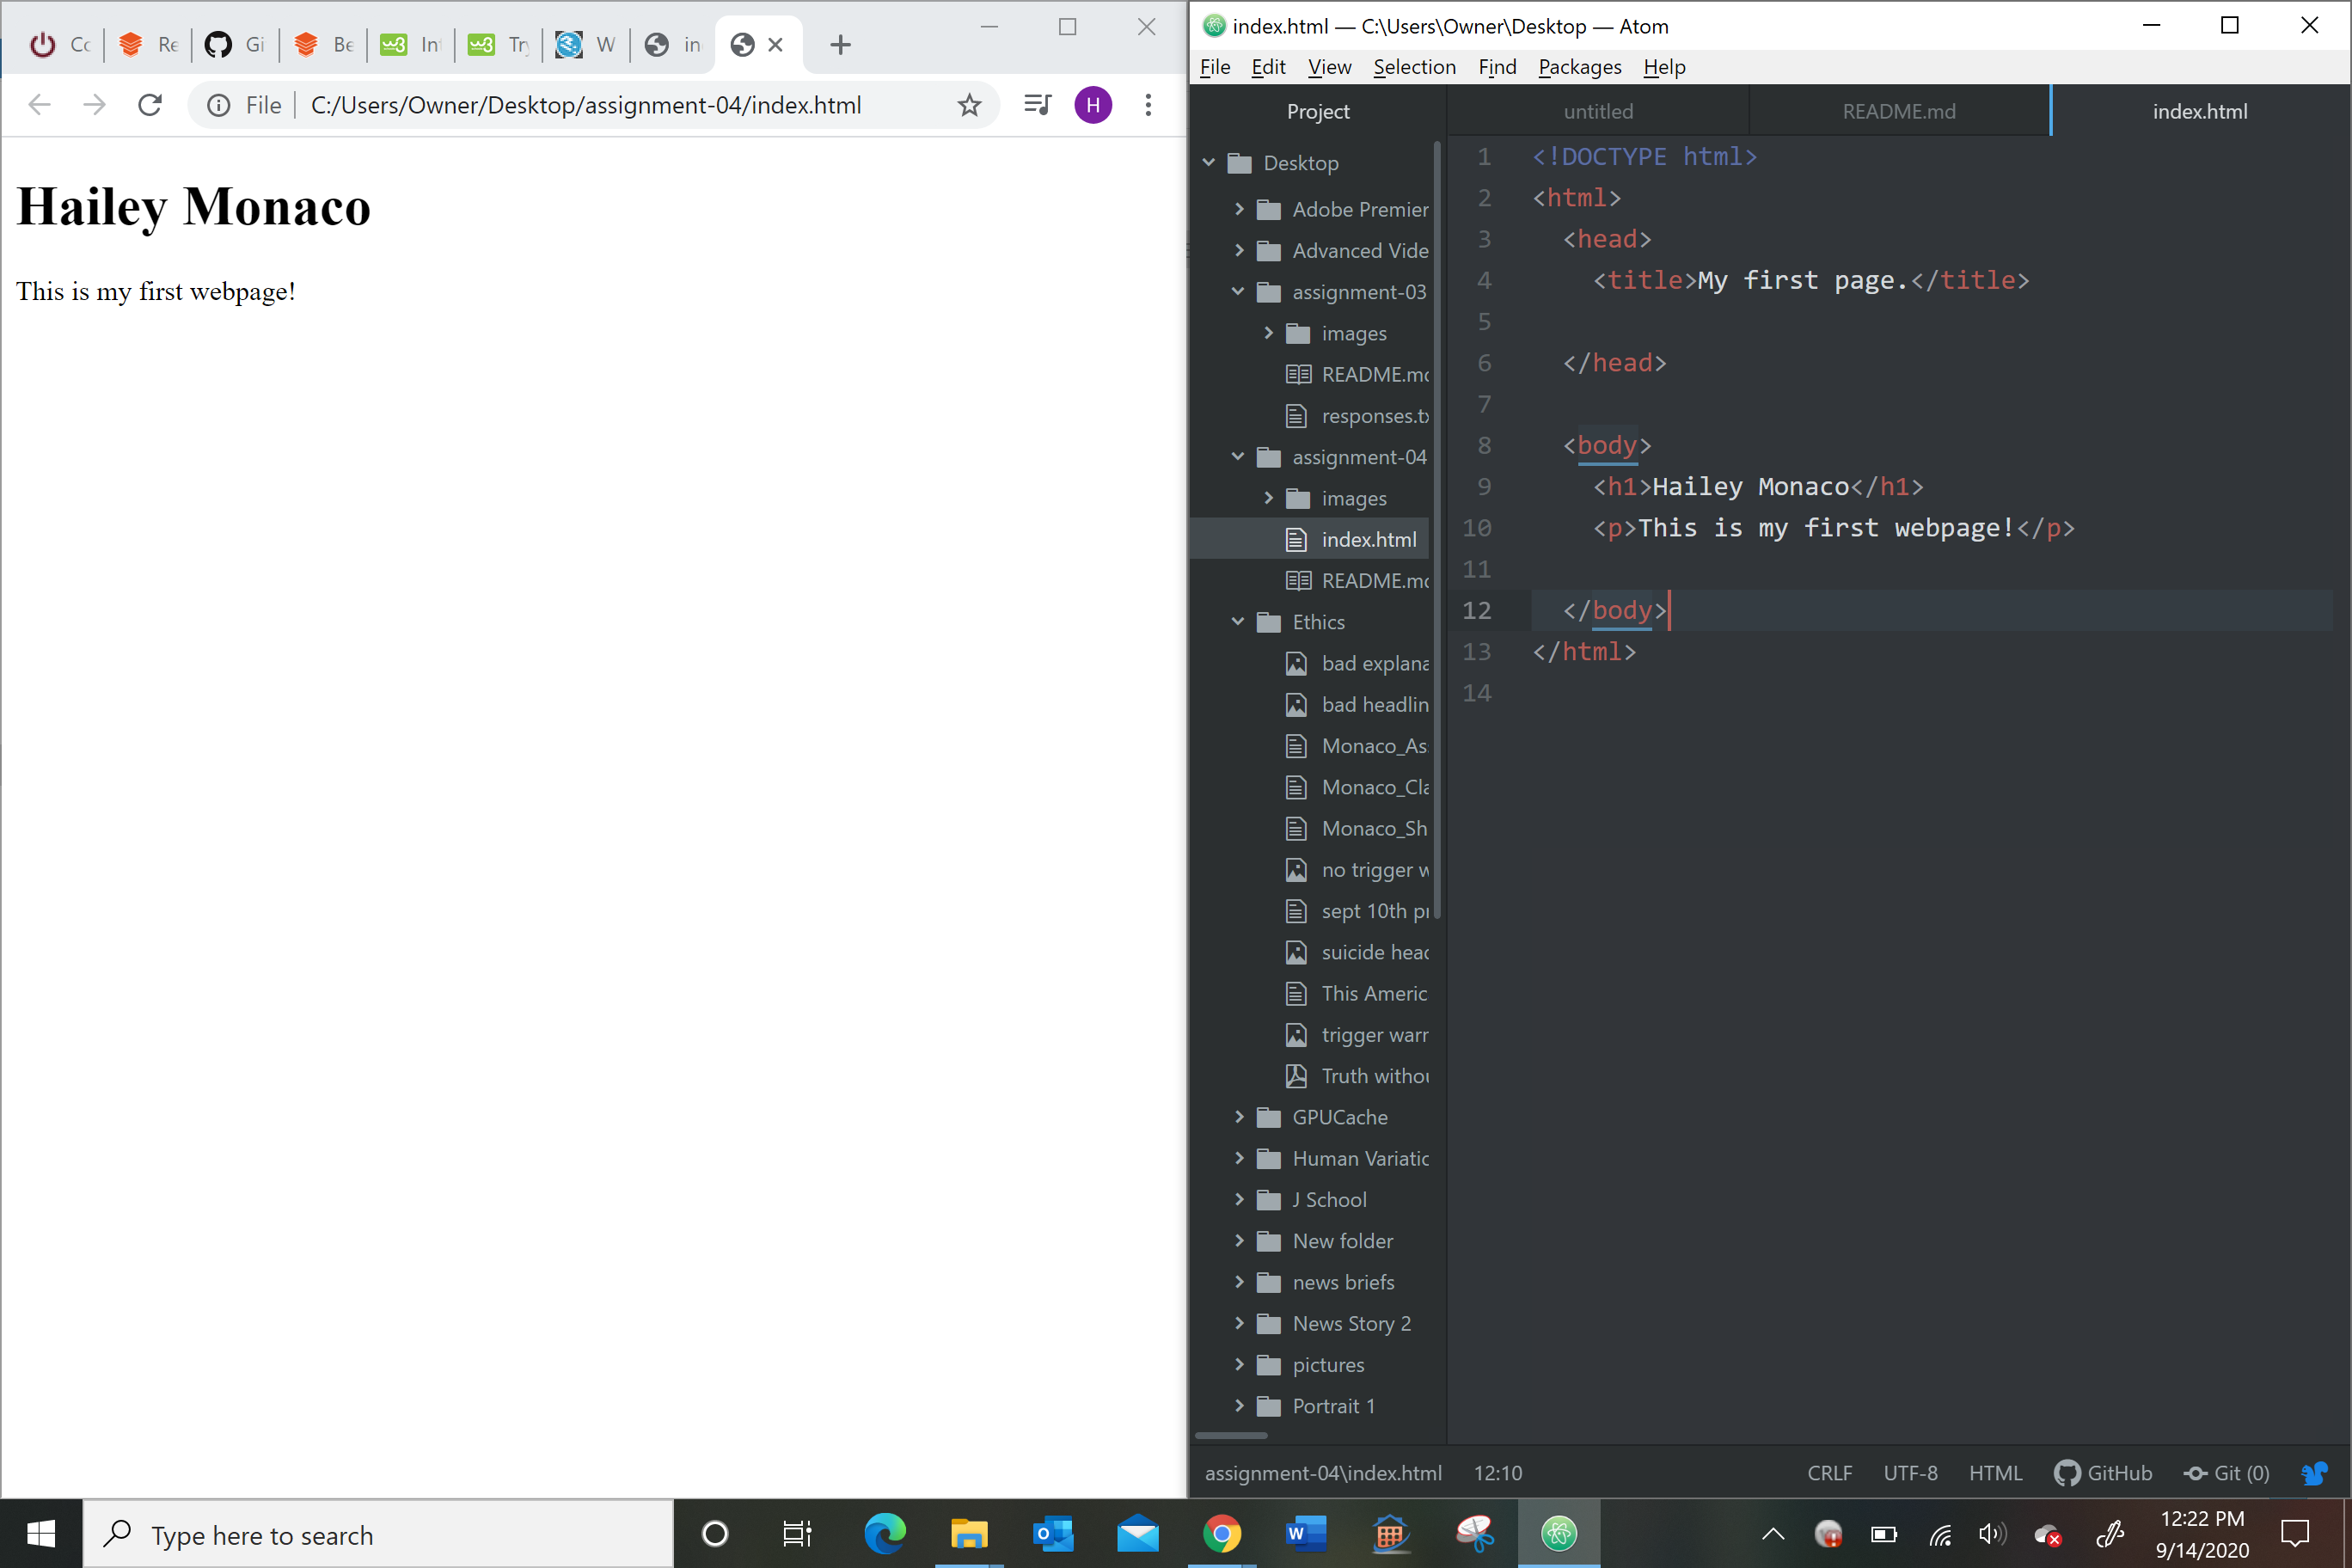 Cc
Re
Gi
Be
In
Try
W
in
File
C:/Users/Owner/Desktop/assignment-04/index.html
H
Hailey Monaco
This is my first webpage!
index.html — C:\Users\Owner\Desktop — Atom
File Edit View Selection Find Packages Help
Project
untitled
README.md
index.html
Desktop
Adobe Premier
Advanced Vide
assignment-03
images
README.md
responses.tx
assignment-04
images
index.html
README.md
Ethics
bad explana
bad headlin
Monaco_As
Monaco_Cla
Monaco_Sh
no trigger w
sept 10th pr
suicide head
This Americ
trigger warr
Truth withou
GPUCache
Human Variatic
J School
New folder
news briefs
News Story 2
pictures
Portrait 1
1 <!DOCTYPE html>
2 <html>
3 <head>
4 <title>My first page.</title>
5
6 </head>
7
8 <body>
9 <h1>Hailey Monaco</h1>
10 <p>This is my first webpage!</p>
11
12 </body>
13 </html>
14
assignment-04\index.html 12:10 CRLF UTF-8 HTML GitHub Git (0)
Type here to search
12:22 PM
9/14/2020